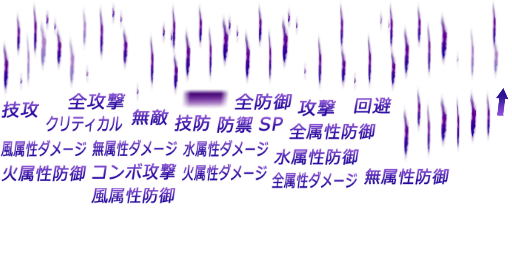 技攻 全攻撃 全防御 攻撃 回避
クリティカル 無敵 技防 防禦 SP 全属性防御
風属性ダメージ 無属性ダメージ 水属性ダメージ 水属性防御
火属性防御 コンボ攻撃 火属性ダメージ 全属性ダメージ 無属性防御
風属性防御